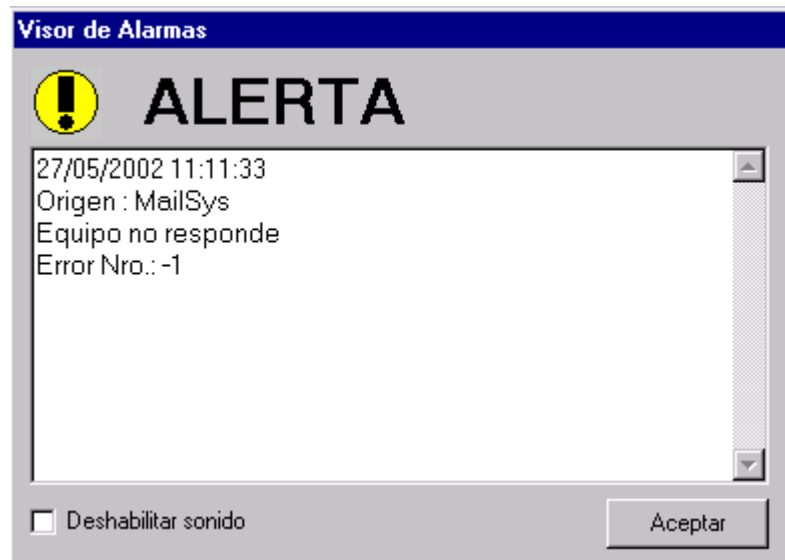 Visor de Alarmas
ALERTA
27/05/2002 11:11:33
Origen : MailSys
Equipo no responde
Error Nro.: -1
Deshabilitar sonido
Aceptar